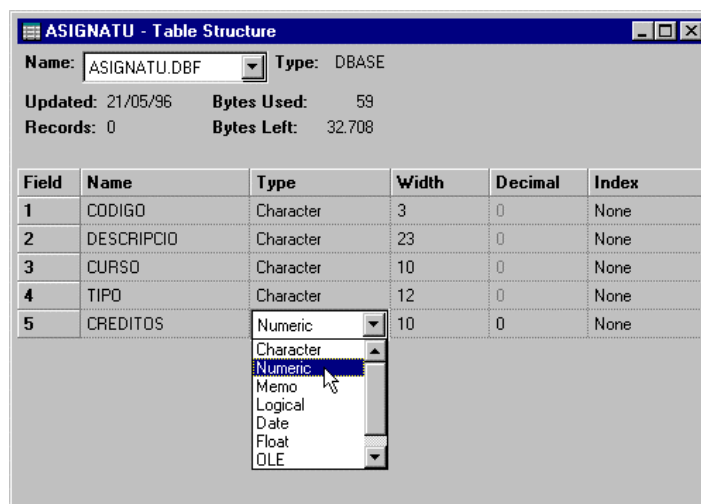 ASIGNATU - Table Structure
Name: ASIGNATU.DBF Type: DBASE
Updated: 21/05/96 Bytes Used: 59
Records: 0 Bytes Left: 32.708
Field Name Type Width Decimal Index
1 CODIGO Character 3 0 None
2 DESCRIPCIO Character 23 0 None
3 CURSO Character 10 0 None
4 TIPO Character 12 0 None
5 CREDITOS Numeric 10 0 None
Character
Numeric
Memo
Logical
Date
Float
OLE